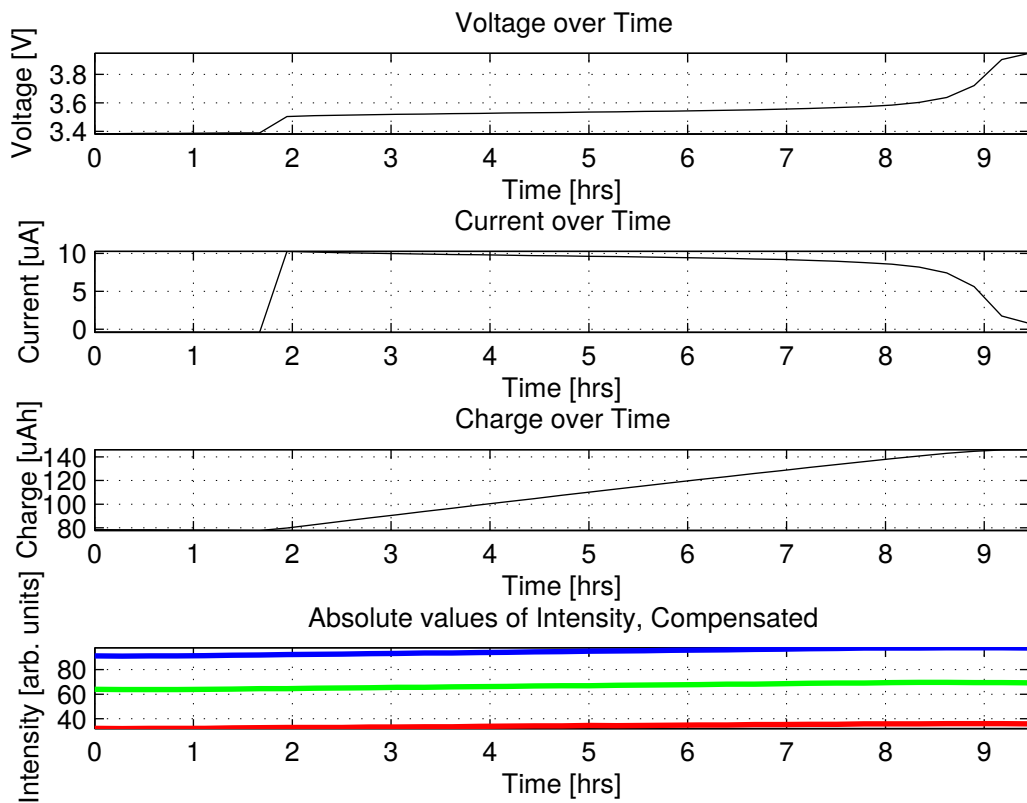 Voltage over Time
Voltage [V]
3.8
3.6
3.4
0 1 2 3 4 5 6 7 8 9
Time [hrs]
Current over Time
Current [uA]
10
5
0
0 1 2 3 4 5 6 7 8 9
Time [hrs]
Charge over Time
Charge [uAh]
140
120
100
80
0 1 2 3 4 5 6 7 8 9
Time [hrs]
Absolute values of Intensity, Compensated
Intensity [arb. units]
80
60
40
0 1 2 3 4 5 6 7 8 9
Time [hrs]